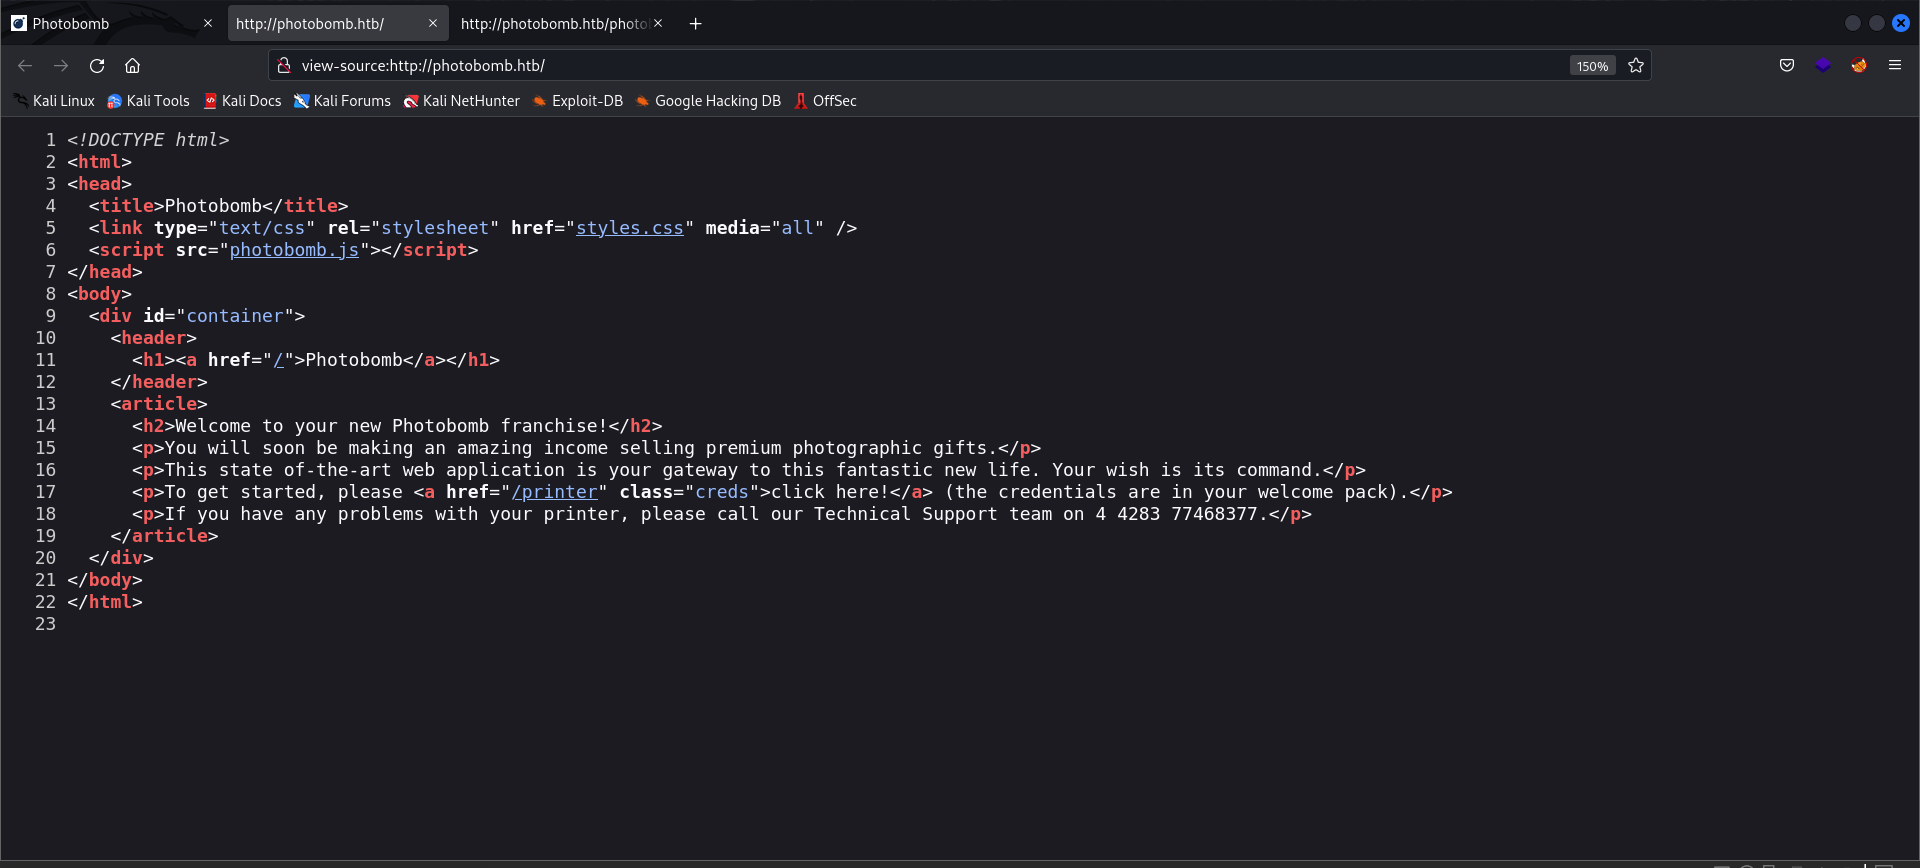 Photobomb
http://photobomb.htb/
http://photobomb.htb/photo
view-source:http://photobomb.htb/
150%
Kali Linux Kali Tools Kali Docs Kali Forums Kali NetHunter Exploit-DB Google Hacking DB OffSec
1 <!DOCTYPE html>
2 <html>
3 <head>
4   <title>Photobomb</title>
5   <link type="text/css" rel="stylesheet" href="styles.css" media="all" />
6   <script src="photobomb.js"></script>
7 </head>
8 <body>
9   <div id="container">
10     <header>
11       <h1><a href="/">Photobomb</a></h1>
12     </header>
13     <article>
14       <h2>Welcome to your new Photobomb franchise!</h2>
15       <p>You will soon be making an amazing income selling premium photographic gifts.</p>
16       <p>This state of-the-art web application is your gateway to this fantastic new life. Your wish is its command.</p>
17       <p>To get started, please <a href="/printer" class="creds">click here!</a> (the credentials are in your welcome pack).</p>
18       <p>If you have any problems with your printer, please call our Technical Support team on 4 4283 77468377.</p>
19     </article>
20   </div>
21 </body>
22 </html>
23